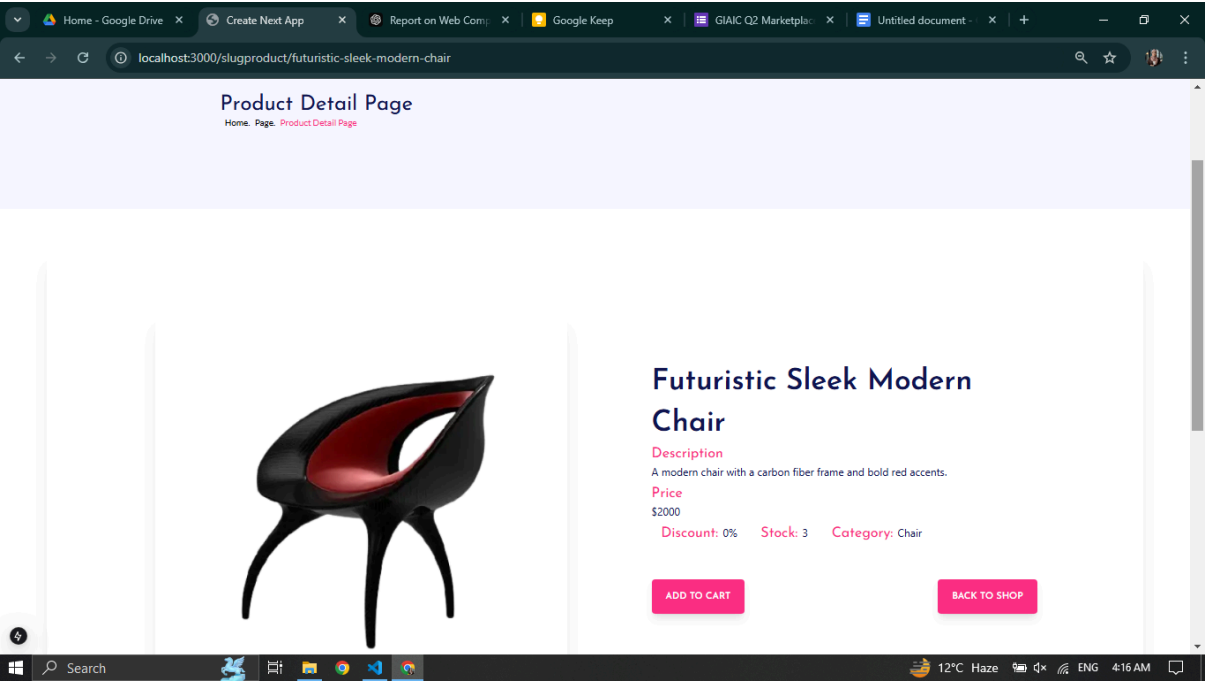 Home - Google Drive
Create Next App
Report on Web Comp
Google Keep
GIAIC Q2 Marketplac
Untitled document -
localhost:3000/slugproduct/futuristic-sleek-modern-chair
Product Detail Page
Home. Page. Product Detail Page
Futuristic Sleek Modern
Chair
Description
A modern chair with a carbon fiber frame and bold red accents.
Price
$2000
Discount: 0% Stock: 3 Category: Chair
ADD TO CART BACK TO SHOP
Search 12°C Haze ENG 4:16 AM